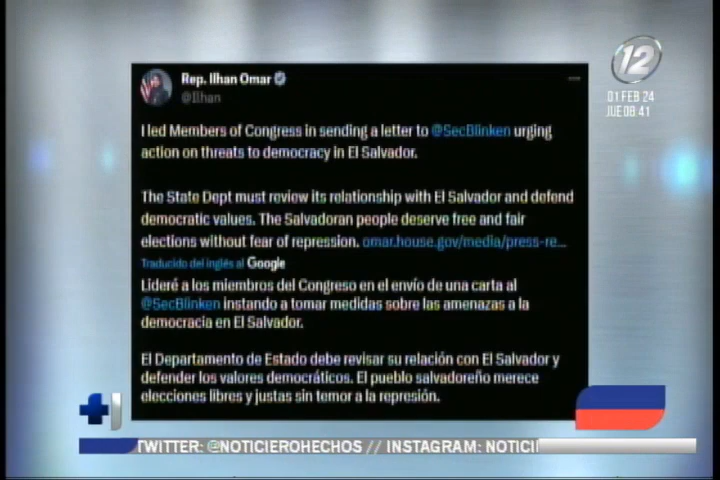 12
01 FEB 24
JUE 08:41
Rep. Ilhan Omar
@Ilhan
I led Members of Congress in sending a letter to @SecBlinken urging
action on threats to democracy in El Salvador.
The State Dept must review its relationship with El Salvador and defend
democratic values. The Salvadoran people deserve free and fair
elections without fear of repression. omar.house.gov/media/press-re...
Traducido del inglés al Google
Lideré a los miembros del Congreso en el envío de una carta al
@SecBlinken instando a tomar medidas sobre las amenazas a la
democracia en El Salvador.
El Departamento de Estado debe revisar su relación con El Salvador y
defender los valores democráticos. El pueblo salvadoreño merece
elecciones libres y justas sin temor a la represión.
TWITTER: @NOTICIEROHECHOS // INSTAGRAM: NOTICI